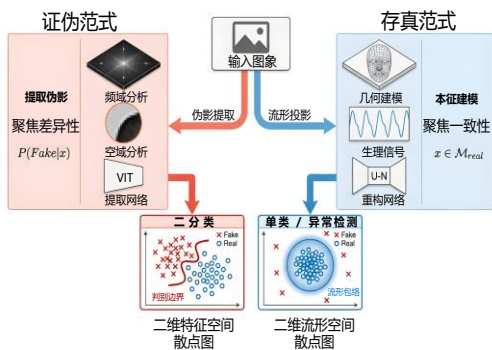 证伪范式
存真范式
输入图象
提取伪影
聚焦差异性
P(Fake|x)
频域分析
空域分析
VIT
提取网络
伪影提取
流形投影
几何建模
生理信号
U-N
重构网络
本征建模
聚焦一致性
x ∈ M_real
二分类
× Fake
○ Real
判别边界
二维特征空间
散点图
单类 / 异常检测
× Fake
○ Real
流形包络
二维流形空间
散点图